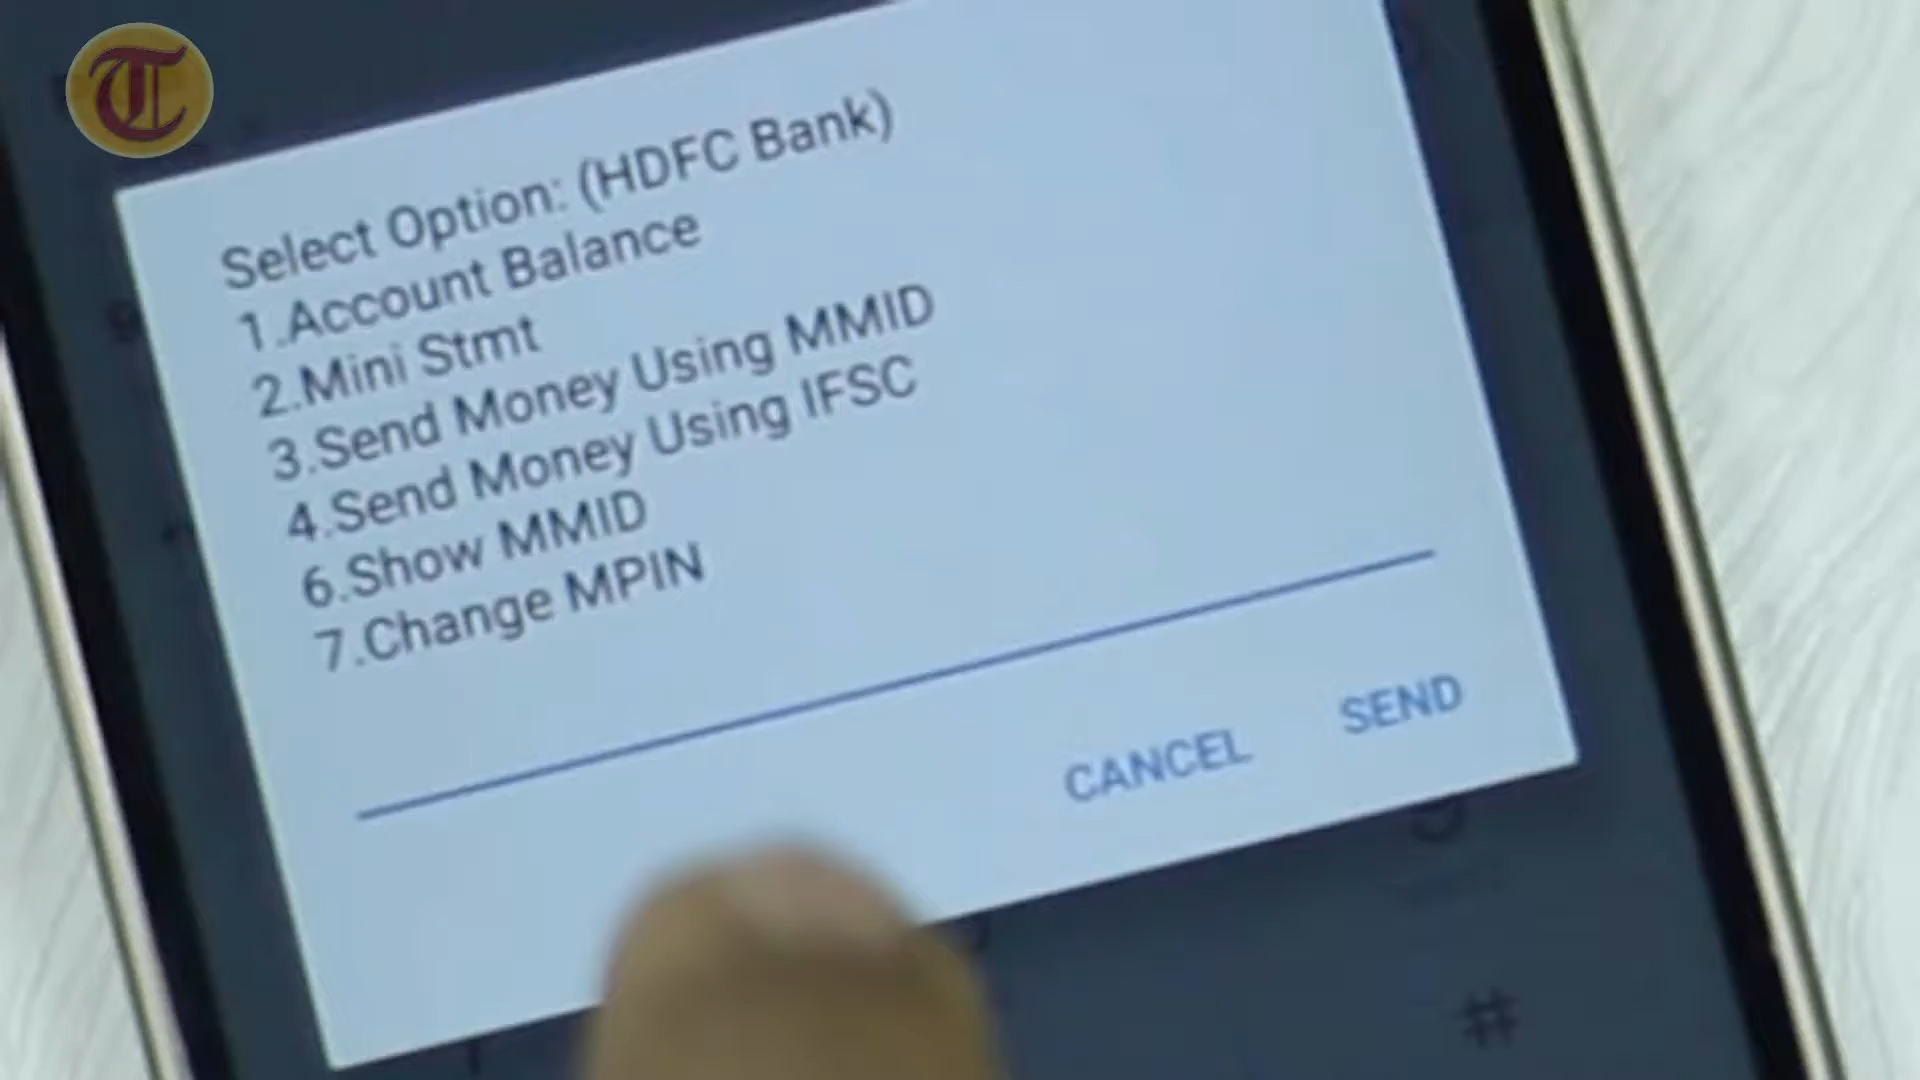 T
Select Option: (HDFC Bank)
1.Account Balance
2.Mini Stmt
3.Send Money Using MMID
4.Send Money Using IFSC
6.Show MMID
7.Change MPIN
CANCEL SEND
#